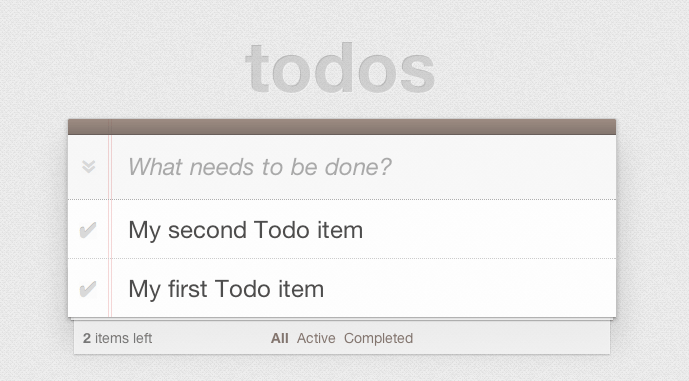 todos
What needs to be done?
My second Todo item
My first Todo item
2 items left All Active Completed